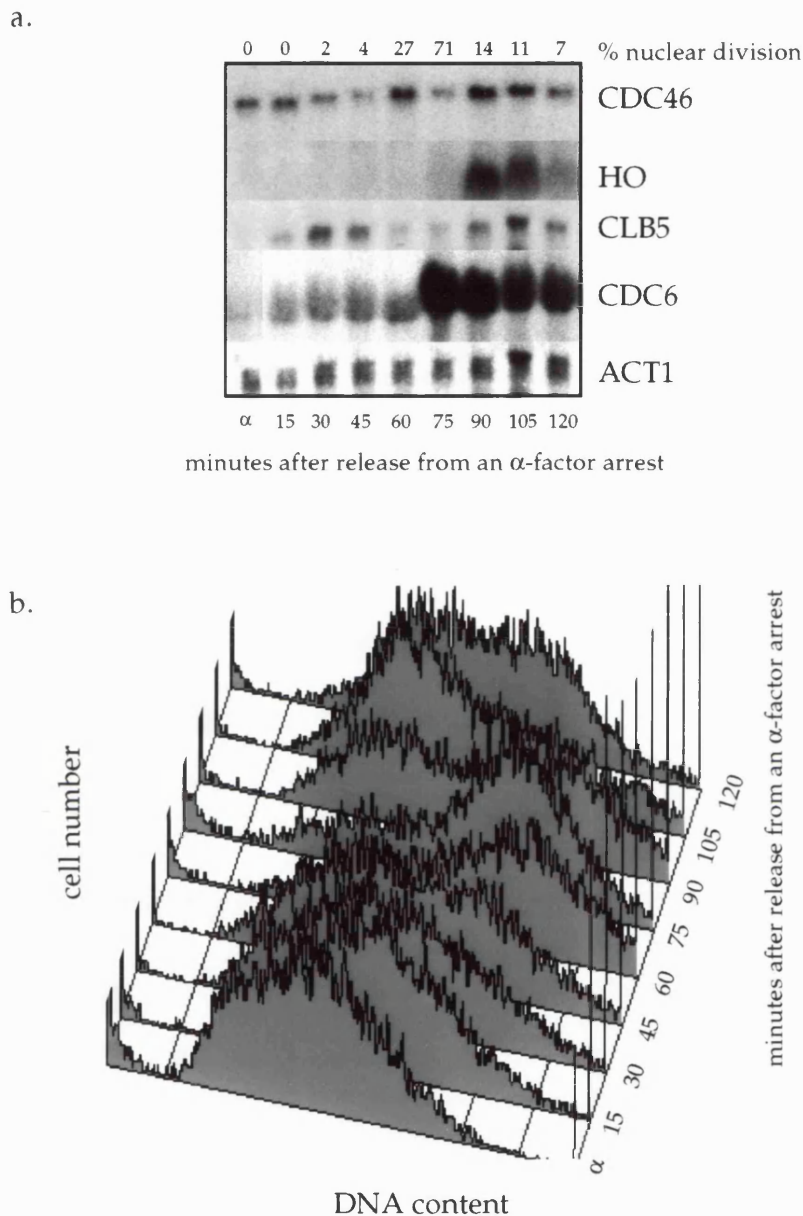 a.
0 0 2 4 27 71 14 11 7 % nuclear division
CDC46
HO
CLB5
CDC6
ACT1
α 15 30 45 60 75 90 105 120
minutes after release from an α-factor arrest
b.
cell number
DNA content
α 15 30 45 60 75 90 105 120
minutes after release from an α-factor arrest